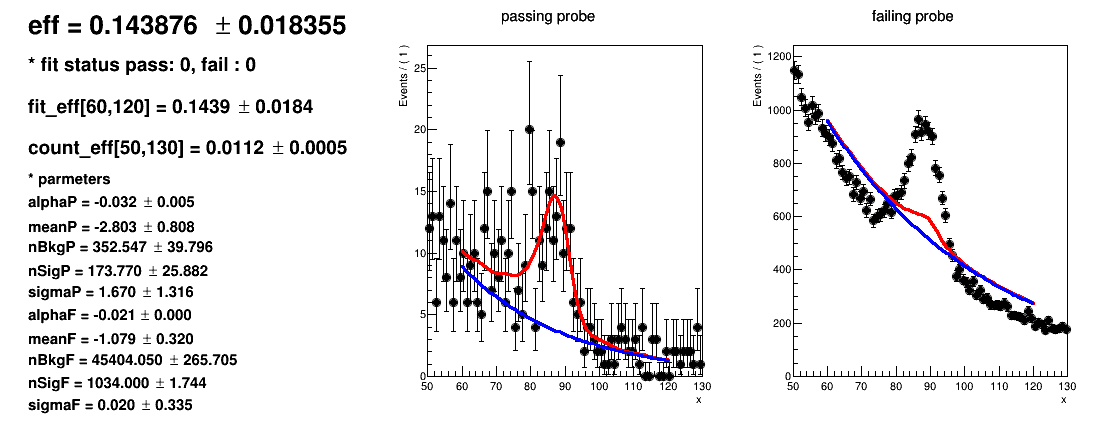 eff = 0.143876 ± 0.018355
* fit status pass: 0, fail : 0
fit_eff[60,120] = 0.1439 ± 0.0184
count_eff[50,130] = 0.0112 ± 0.0005
* parmeters
alphaP = -0.032 ± 0.005
meanP = -2.803 ± 0.808
nBkgP = 352.547 ± 39.796
nSigP = 173.770 ± 25.882
sigmaP = 1.670 ± 1.316
alphaF = -0.021 ± 0.000
meanF = -1.079 ± 0.320
nBkgF = 45404.050 ± 265.705
nSigF = 1034.000 ± 1.744
sigmaF = 0.020 ± 0.335
passing probe
Events / ( 1 )
25
20
15
10
5
0
50 60 70 80 90 100 110 120 130
x
failing probe
Events / ( 1 )
1200
1000
800
600
400
200
0
50 60 70 80 90 100 110 120 130
x